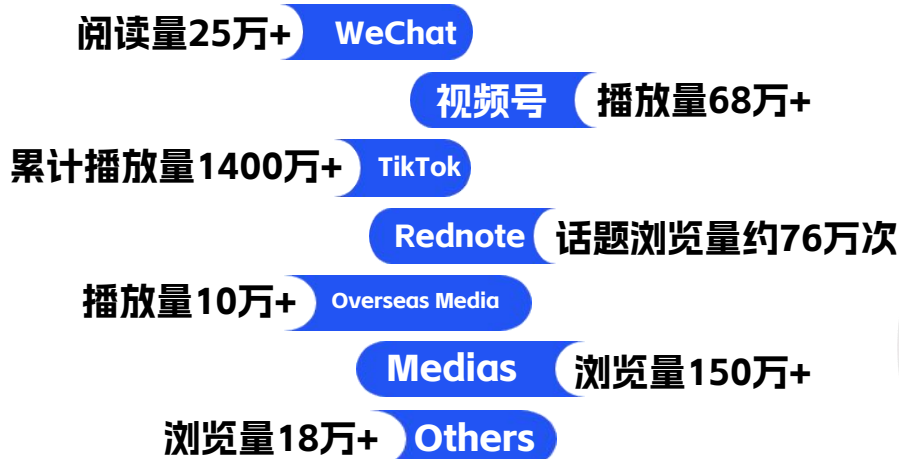 阅读量25万+ WeChat
视频号 播放量68万+
累计播放量1400万+ TikTok
Rednote 话题浏览量约76万次
播放量10万+ Overseas Media
Medias 浏览量150万+
浏览量18万+ Others